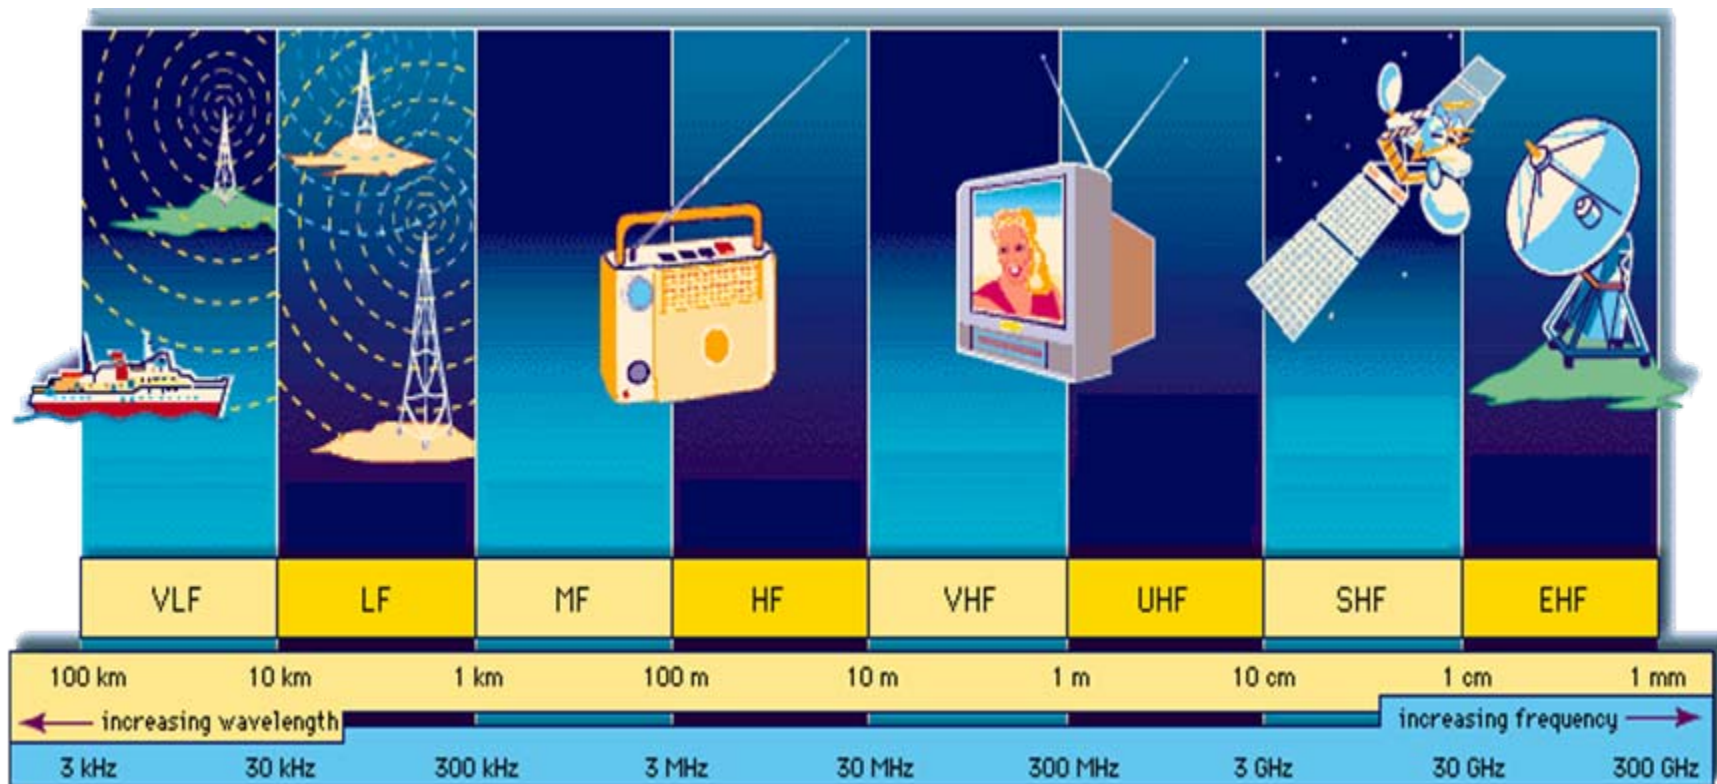 VLF LF MF HF VHF UHF SHF EHF
100 km 10 km 1 km 100 m 10 m 1 m 10 cm 1 cm 1 mm
increasing wavelength increasing frequency
3 kHz 30 kHz 300 kHz 3 MHz 30 MHz 300 MHz 3 GHz 30 GHz 300 GHz